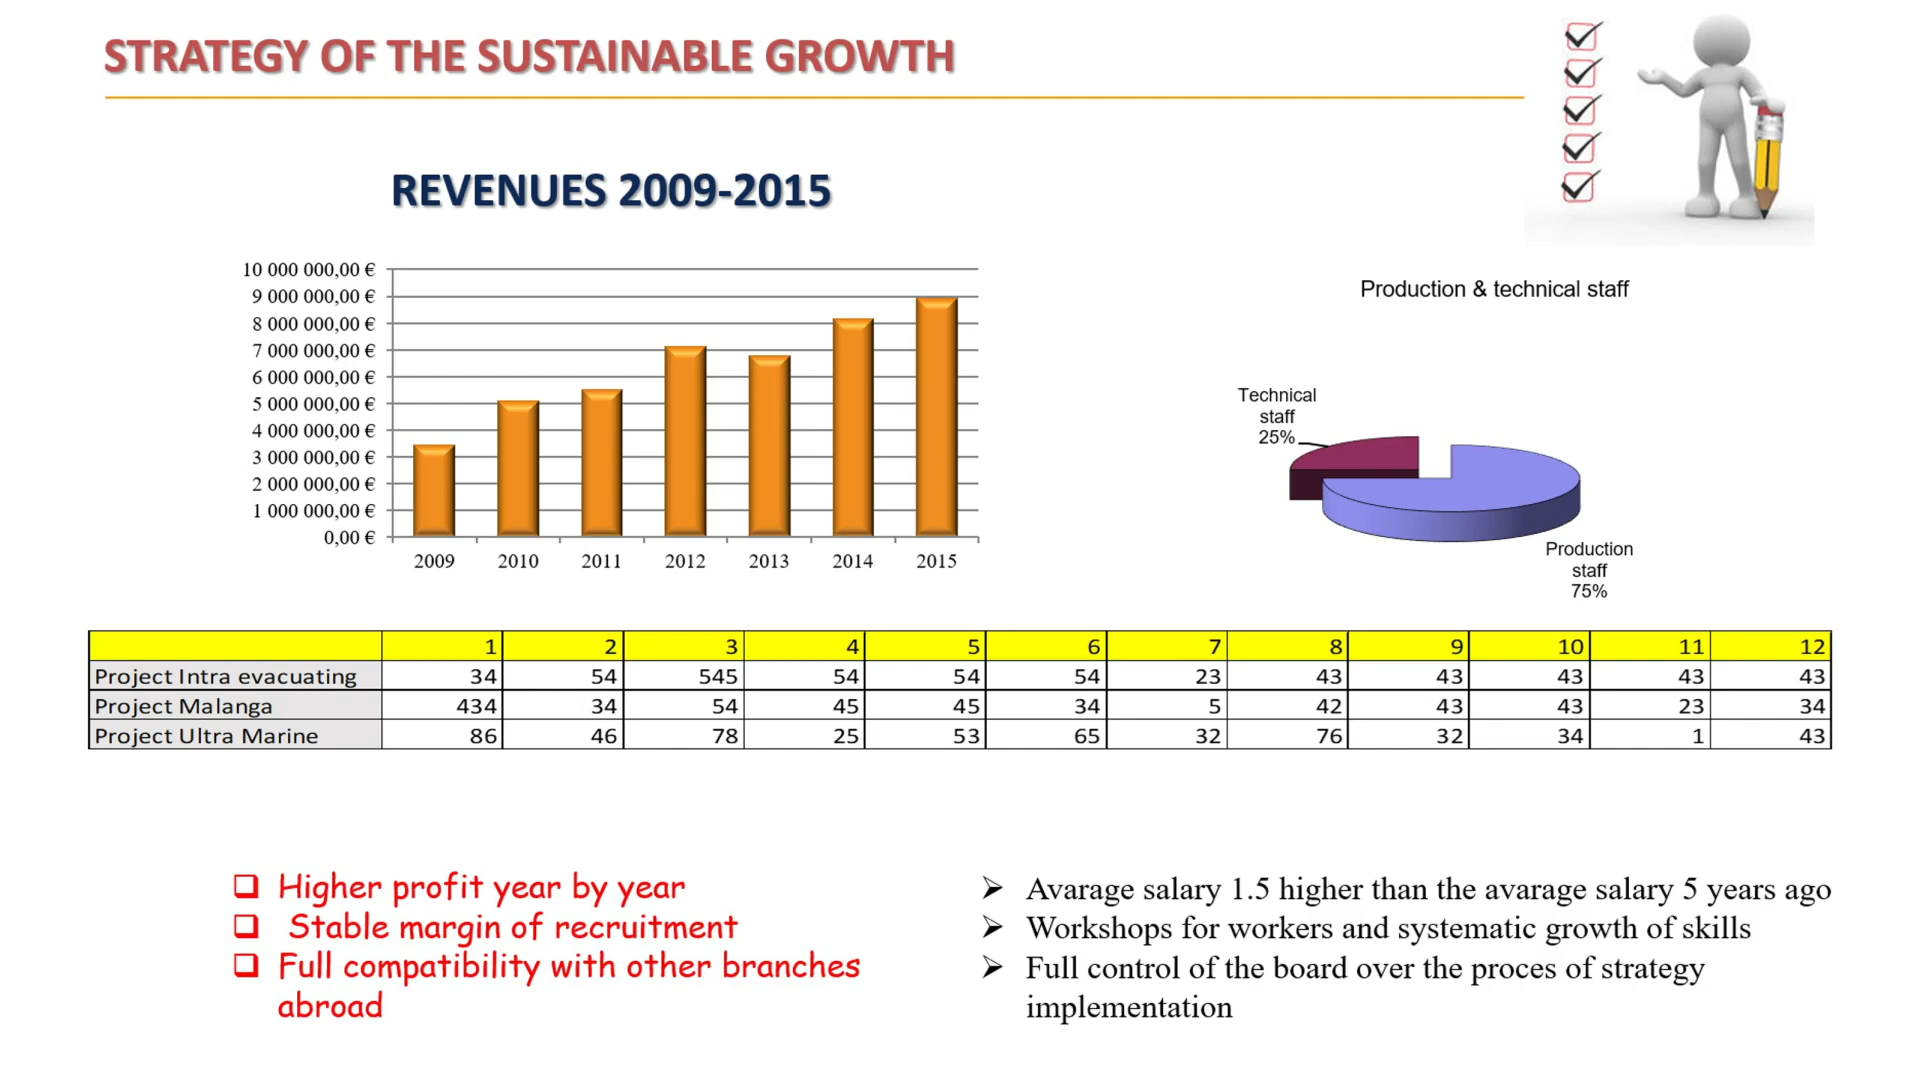 STRATEGY OF THE SUSTAINABLE GROWTH
REVENUES 2009-2015
10 000 000,00 €
9 000 000,00 €
8 000 000,00 €
7 000 000,00 €
6 000 000,00 €
5 000 000,00 €
4 000 000,00 €
3 000 000,00 €
2 000 000,00 €
1 000 000,00 €
0,00 €
2009 2010 2011 2012 2013 2014 2015
Production & technical staff
Technical
staff
25%
Production
staff
75%
1 2 3 4 5 6 7 8 9 10 11 12
Project Intra evacuating 34 54 545 54 54 54 23 43 43 43 43 43
Project Malanga 434 34 54 45 45 34 5 42 43 43 23 34
Project Ultra Marine 86 46 78 25 53 65 32 76 32 34 1 43
Higher profit year by year
Stable margin of recruitment
Full compatibility with other branches
abroad
Avarage salary 1.5 higher than the avarage salary 5 years ago
Workshops for workers and systematic growth of skills
Full control of the board over the proces of strategy
implementation